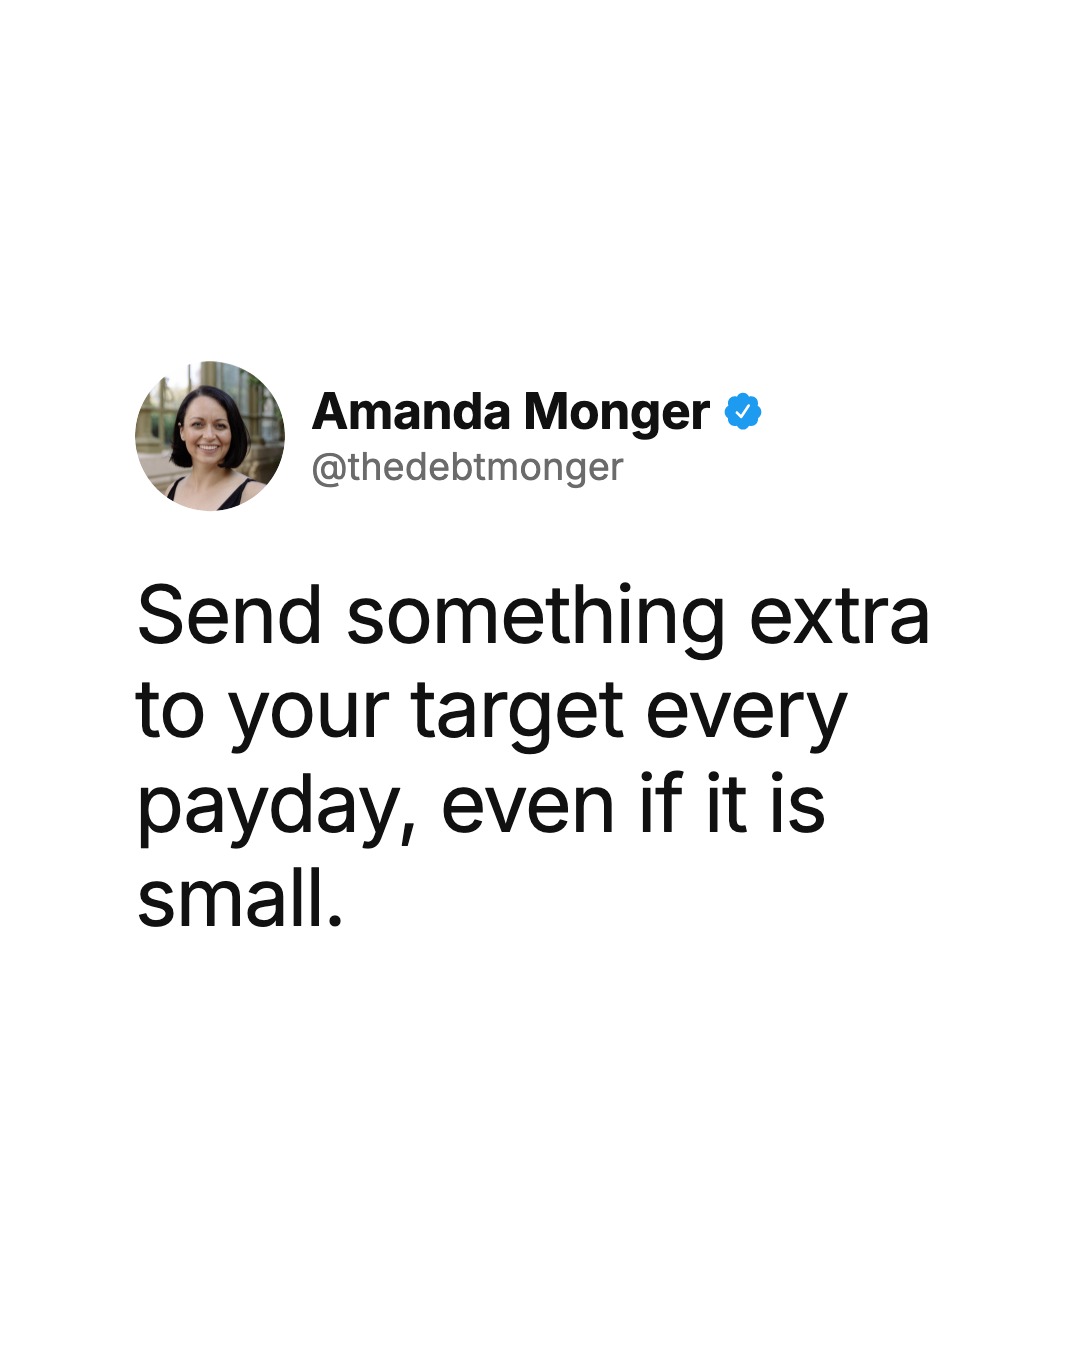 Amanda Monger
@thedebtmonger
Send something extra
to your target every
payday, even if it is
small.